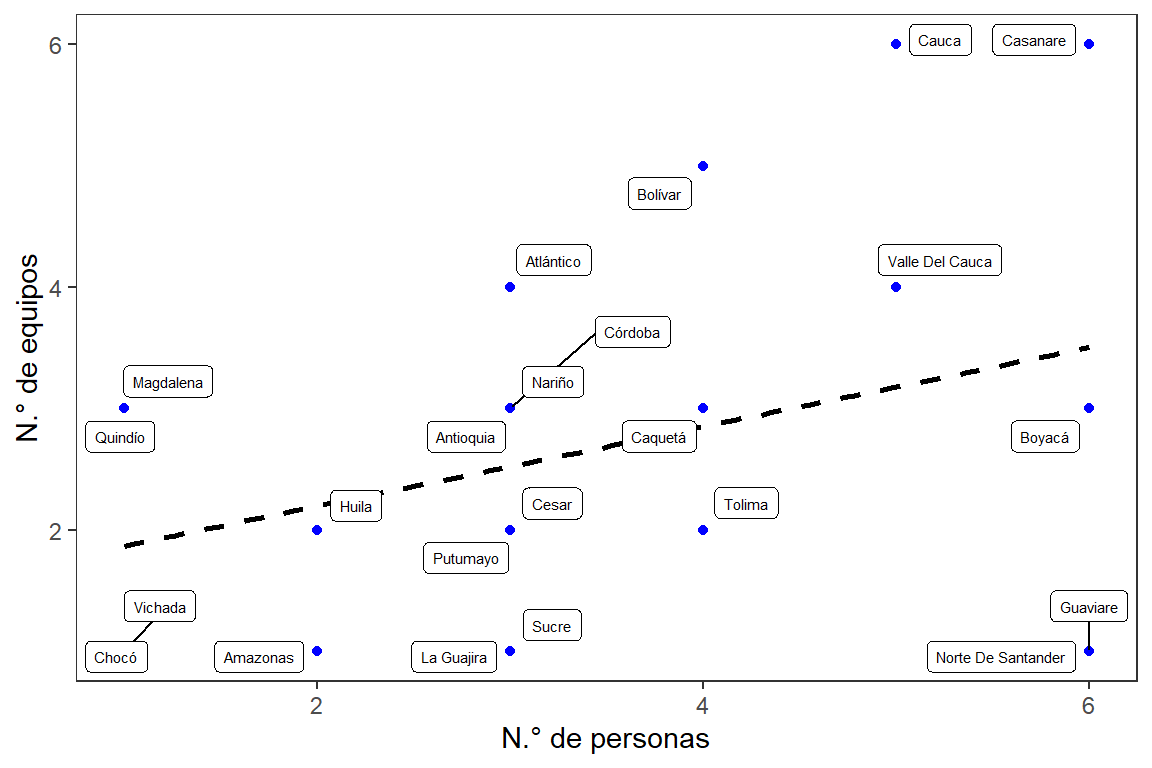 6
Cauca
Casanare
Bolívar
Atlántico
Valle Del Cauca
4
Córdoba
Magdalena
Nariño
Quindío
Antioquia
Caquetá
Boyacá
Huila
Cesar
Tolima
2
Putumayo
Vichada
Guaviare
Sucre
Chocó
Amazonas
La Guajira
Norte De Santander
2
4
6
N.° de personas
N.° de equipos